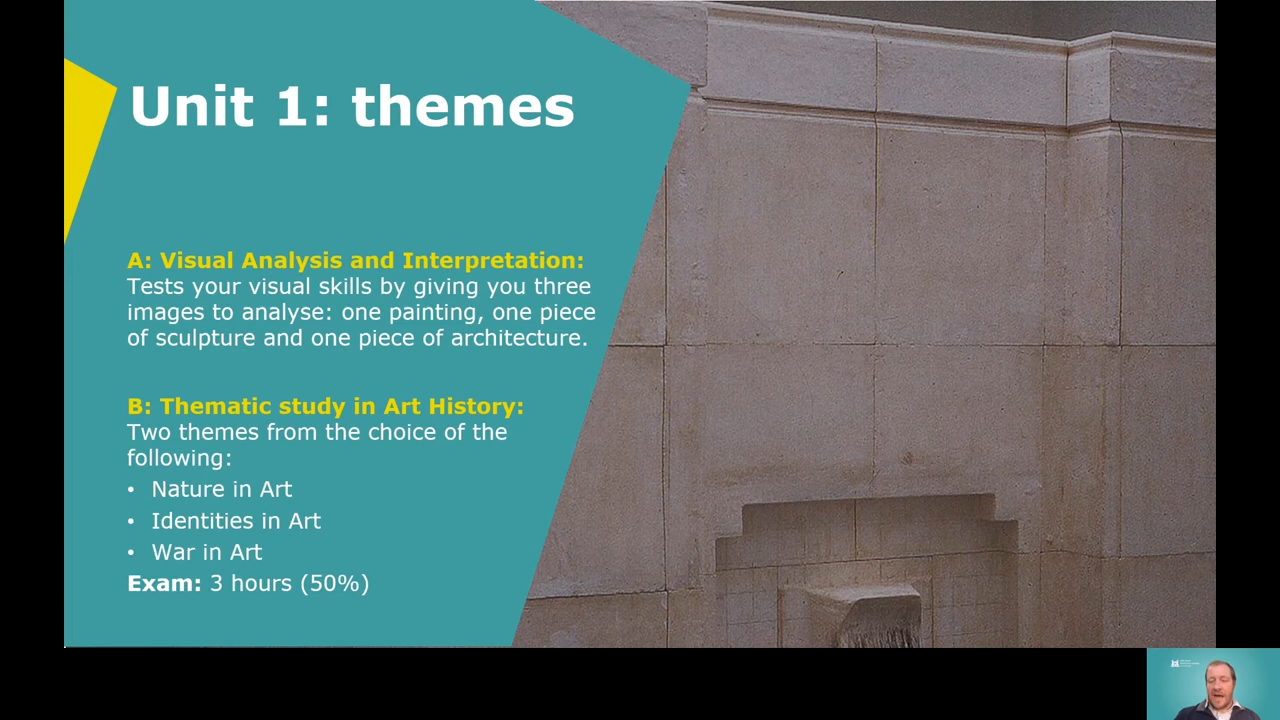 Unit 1: themes
A: Visual Analysis and Interpretation:
Tests your visual skills by giving you three
images to analyse: one painting, one piece
of sculpture and one piece of architecture.
B: Thematic study in Art History:
Two themes from the choice of the
following:
• Nature in Art
• Identities in Art
• War in Art
Exam: 3 hours (50%)